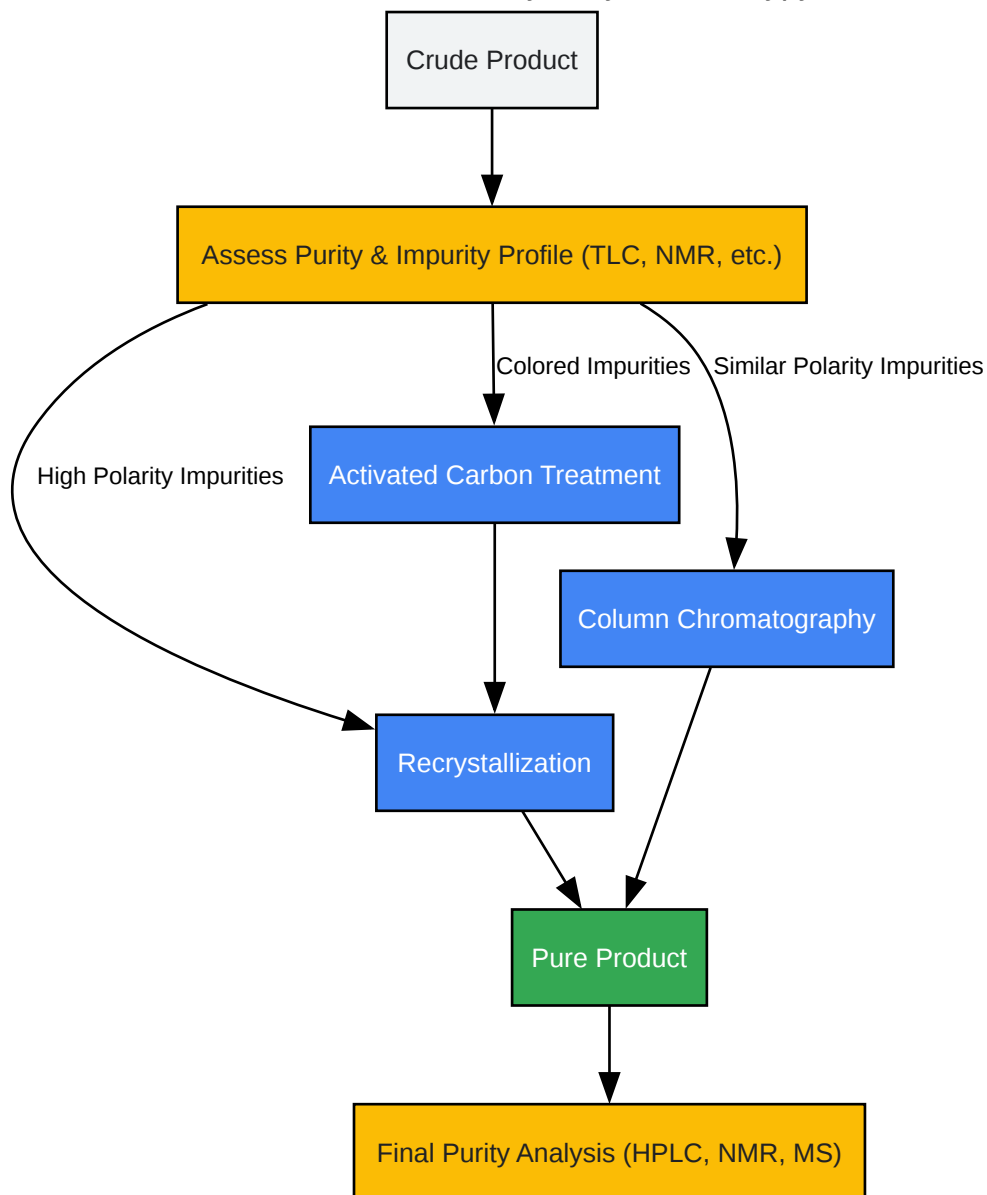 Crude Product
Assess Purity & Impurity Profile (TLC, NMR, etc.)
Colored Impurities
Similar Polarity Impurities
High Polarity Impurities
Activated Carbon Treatment
Column Chromatography
Recrystallization
Pure Product
Final Purity Analysis (HPLC, NMR, MS)